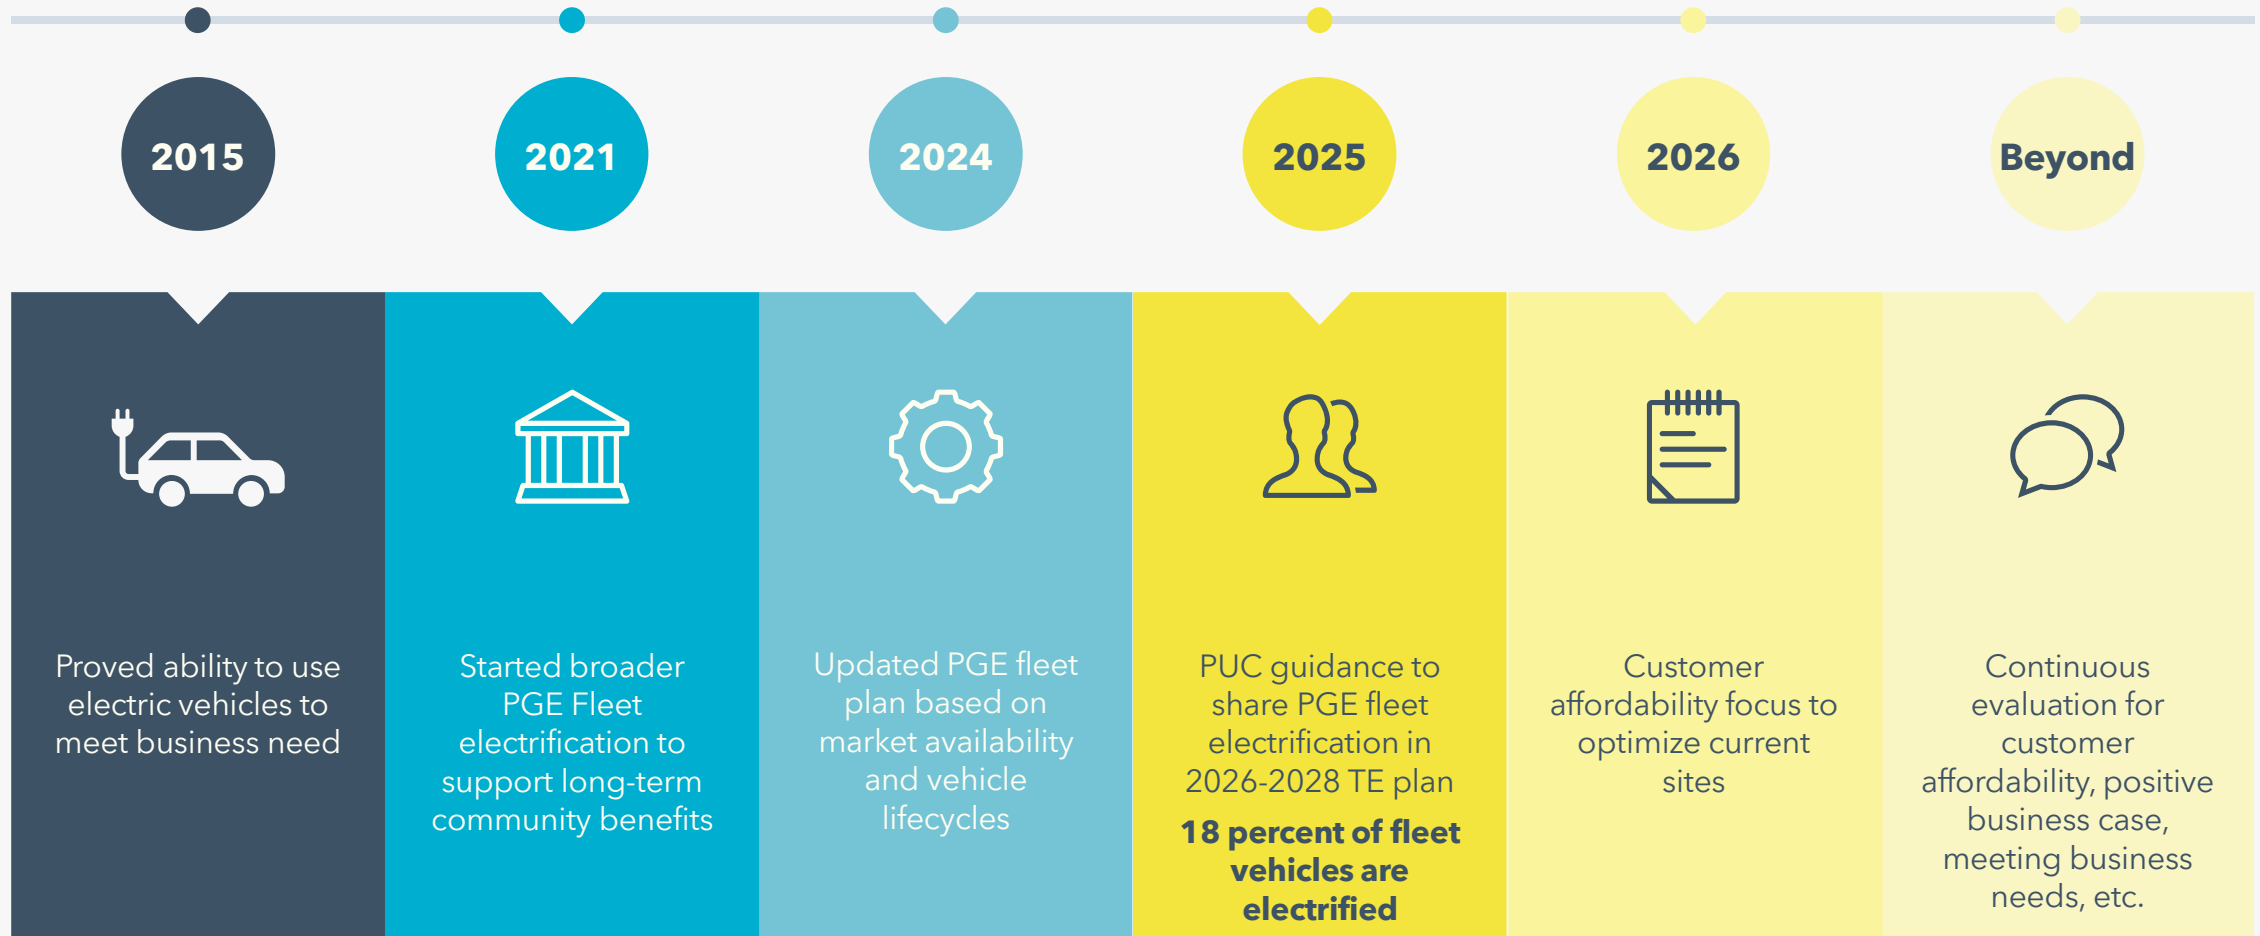 2015
2021
2024
2025
2026
Beyond
Proved ability to use
electric vehicles to
meet business need
Started broader
PGE Fleet
electrification to
support long-term
community benefits
Updated PGE fleet
plan based on
market availability
and vehicle
lifecycles
PUC guidance to
share PGE fleet
electrification in
2026-2028 TE plan
18 percent of fleet
vehicles are
electrified
Customer
affordability focus to
optimize current
sites
Continuous
evaluation for
customer
affordability, positive
business case,
meeting business
needs, etc.